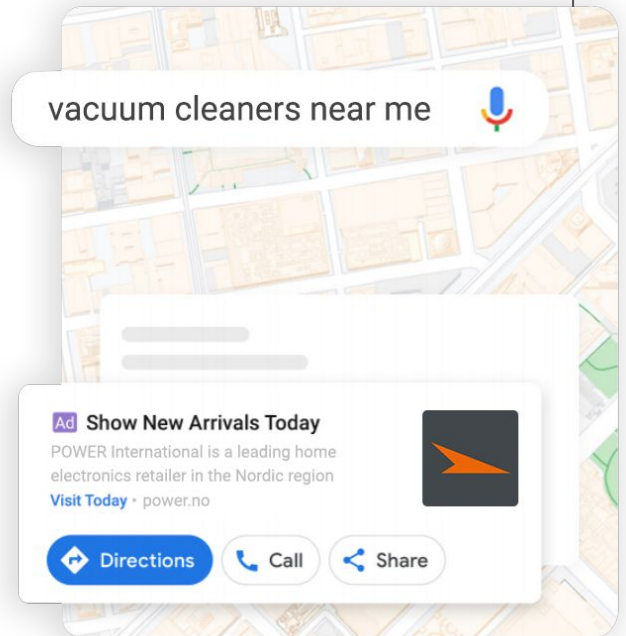 vacuum cleaners near me
Ad Show New Arrivals Today
POWER International is a leading home
electronics retailer in the Nordic region
Visit Today • power.no
Directions Call Share